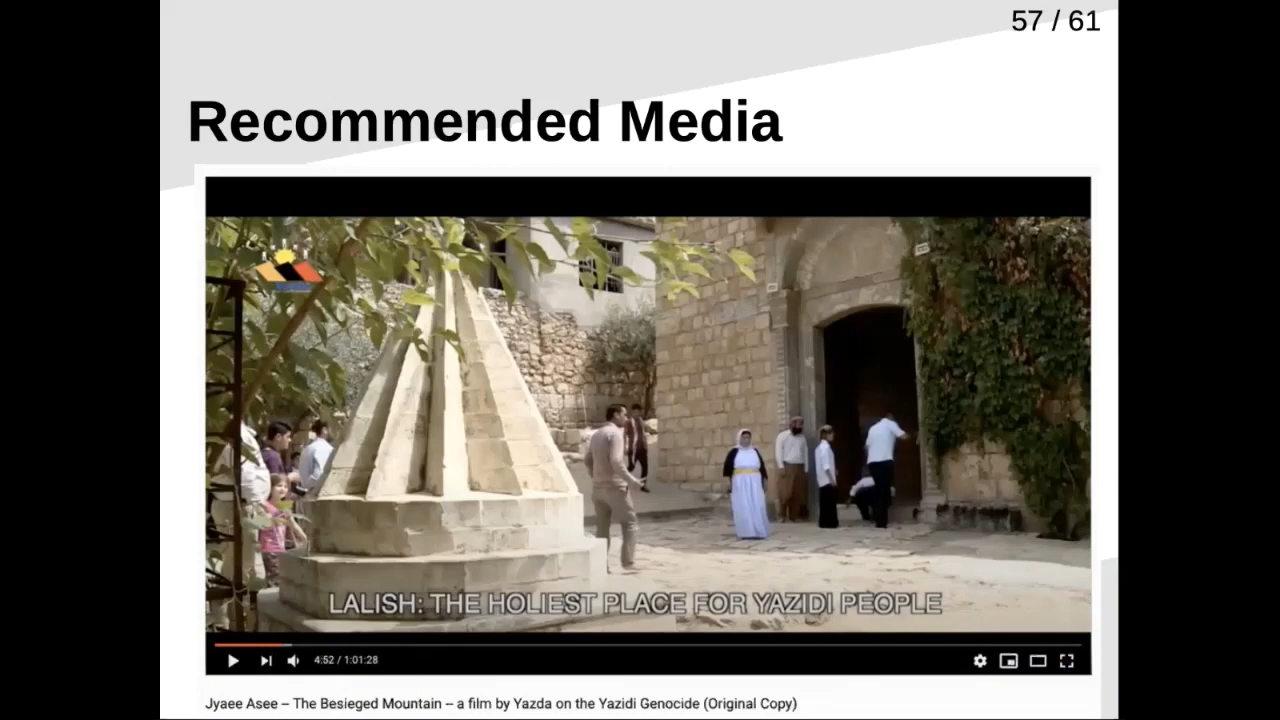 57 / 61
Recommended Media
LALISH: THE HOLIEST PLACE FOR YAZIDI PEOPLE
4:52 / 1:01:28
Jyaee Asee – The Besieged Mountain – a film by Yazda on the Yazidi Genocide (Original Copy)